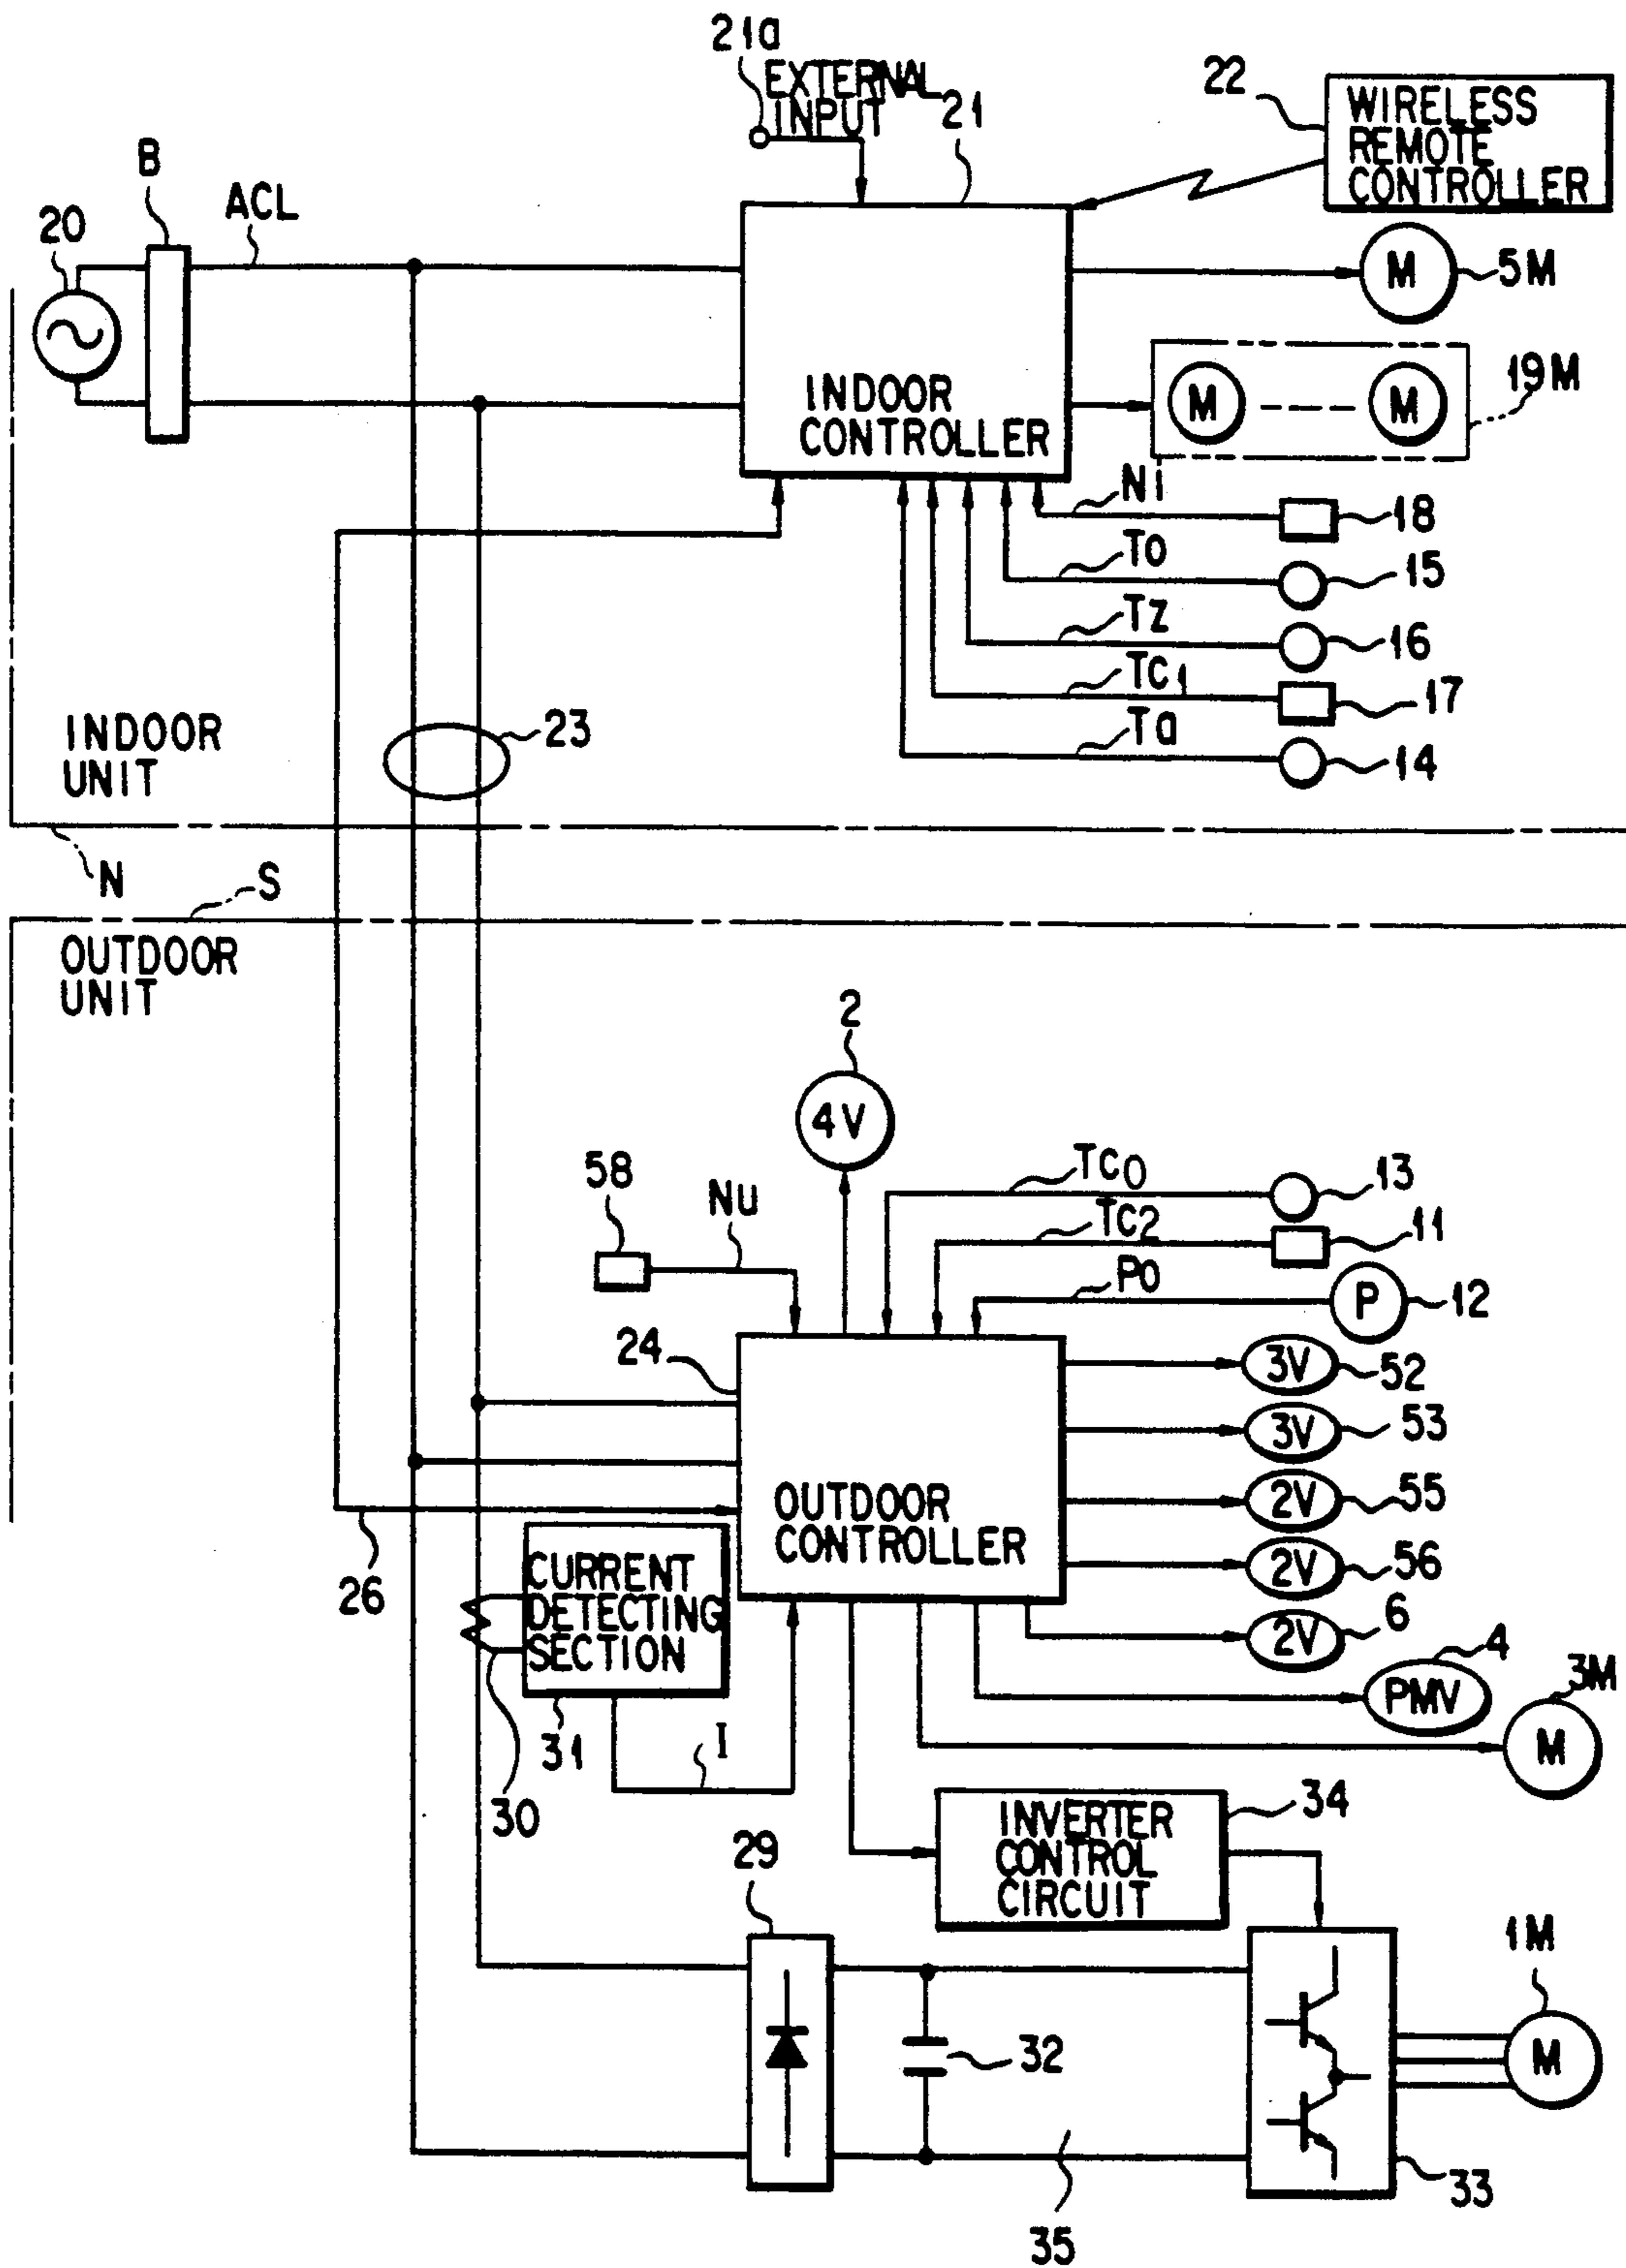 21a
EXTERNAL
INPUT
21
22
WIRELESS
REMOTE
CONTROLLER
B
ACL
20
M
5M
INDOOR
CONTROLLER
M
M
19M
Ni
18
To
15
Tz
16
Tc1
17
Ta
14
INDOOR
UNIT
23
N
S
OUTDOOR
UNIT
2
4V
58
Nu
Tc0
13
Tc2
11
Po
P
12
24
3V
52
3V
53
OUTDOOR
CONTROLLER
2V
55
2V
56
26
CURRENT
DETECTING
SECTION
2V
6
PMV
4
3M
M
31
I
30
INVERTER
CONTROL
CIRCUIT
34
29
1M
M
32
33
35